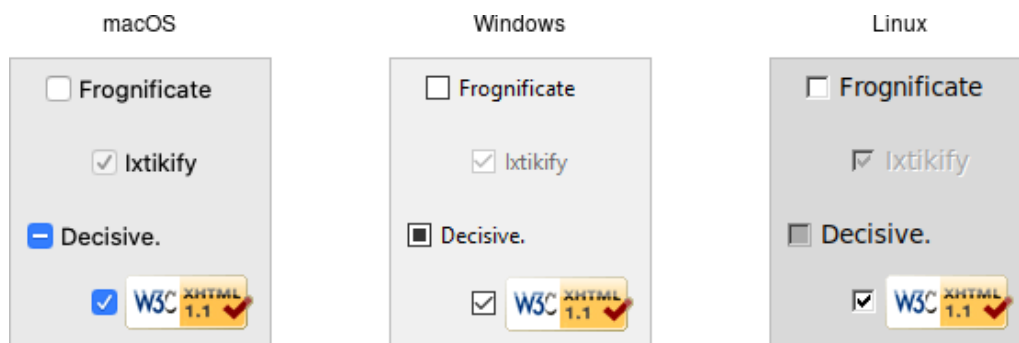 macOS
Windows
Linux
Frognificate
Ixtikify
Decisive.
W3C XHTML 1.1
Frognificate
Ixtikify
Decisive.
W3C XHTML 1.1
Frognificate
Ixtikify
Decisive.
W3C XHTML 1.1